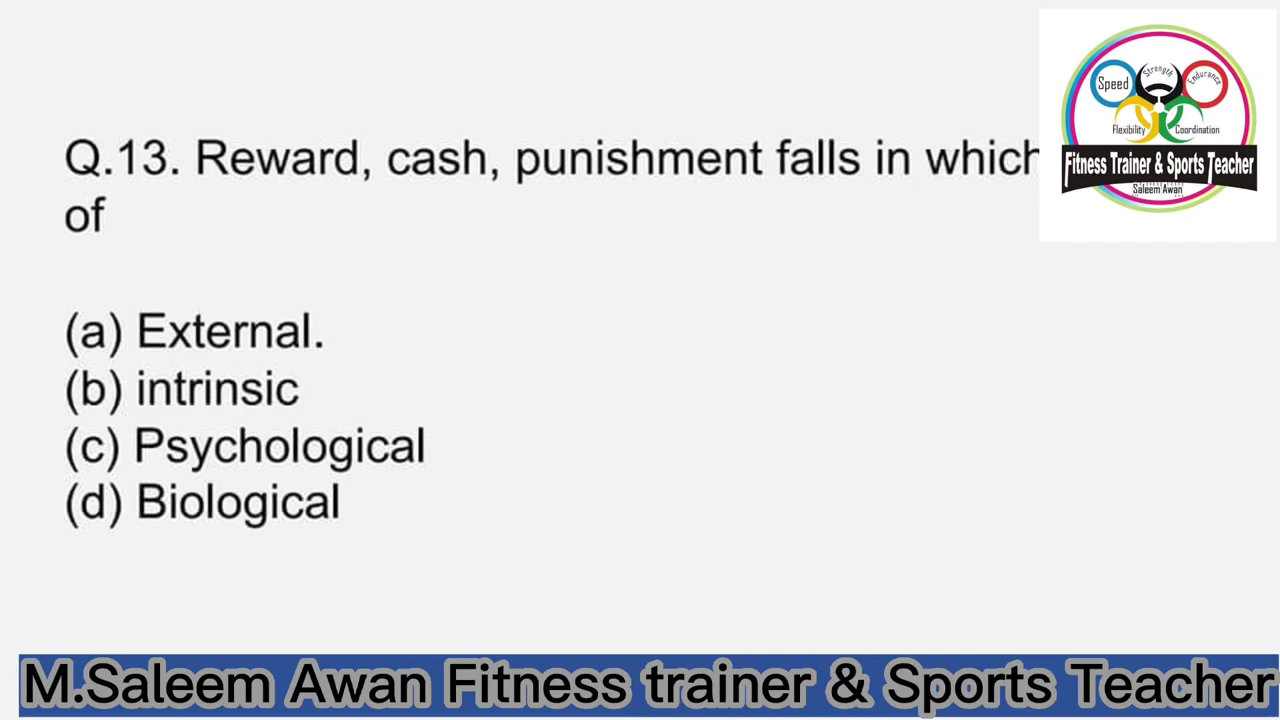 Q.13. Reward, cash, punishment falls in which
of
(a) External.
(b) intrinsic
(c) Psychological
(d) Biological
Speed
Strength
Endurance
Flexibility
Coordination
Fitness Trainer & Sports Teacher
Saleem Awan
M.Saleem Awan Fitness trainer & Sports Teacher